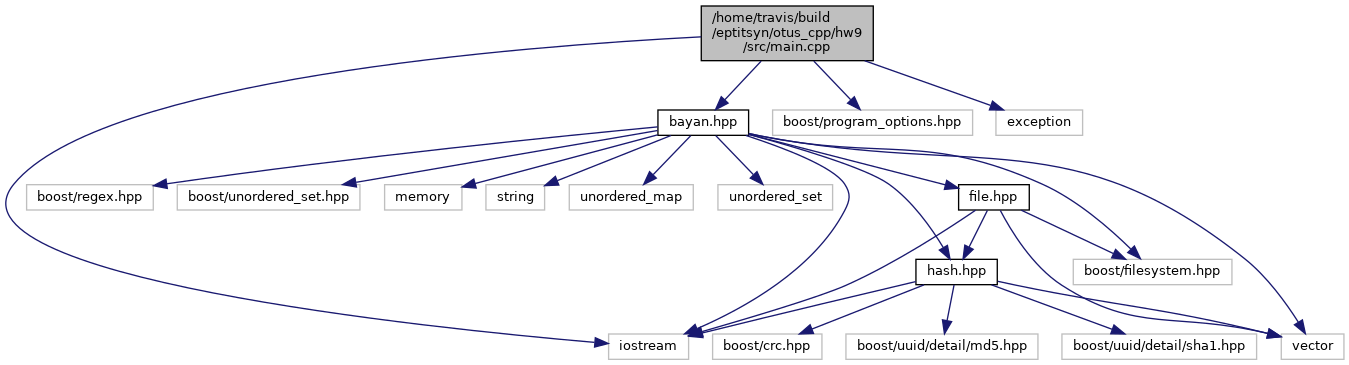 /home/travis/build
/eptitsyn/otus_cpp/hw9
/src/main.cpp
bayan.hpp
boost/program_options.hpp
exception
boost/regex.hpp
boost/unordered_set.hpp
memory
string
unordered_map
unordered_set
file.hpp
hash.hpp
boost/filesystem.hpp
iostream
boost/crc.hpp
boost/uuid/detail/md5.hpp
boost/uuid/detail/sha1.hpp
vector